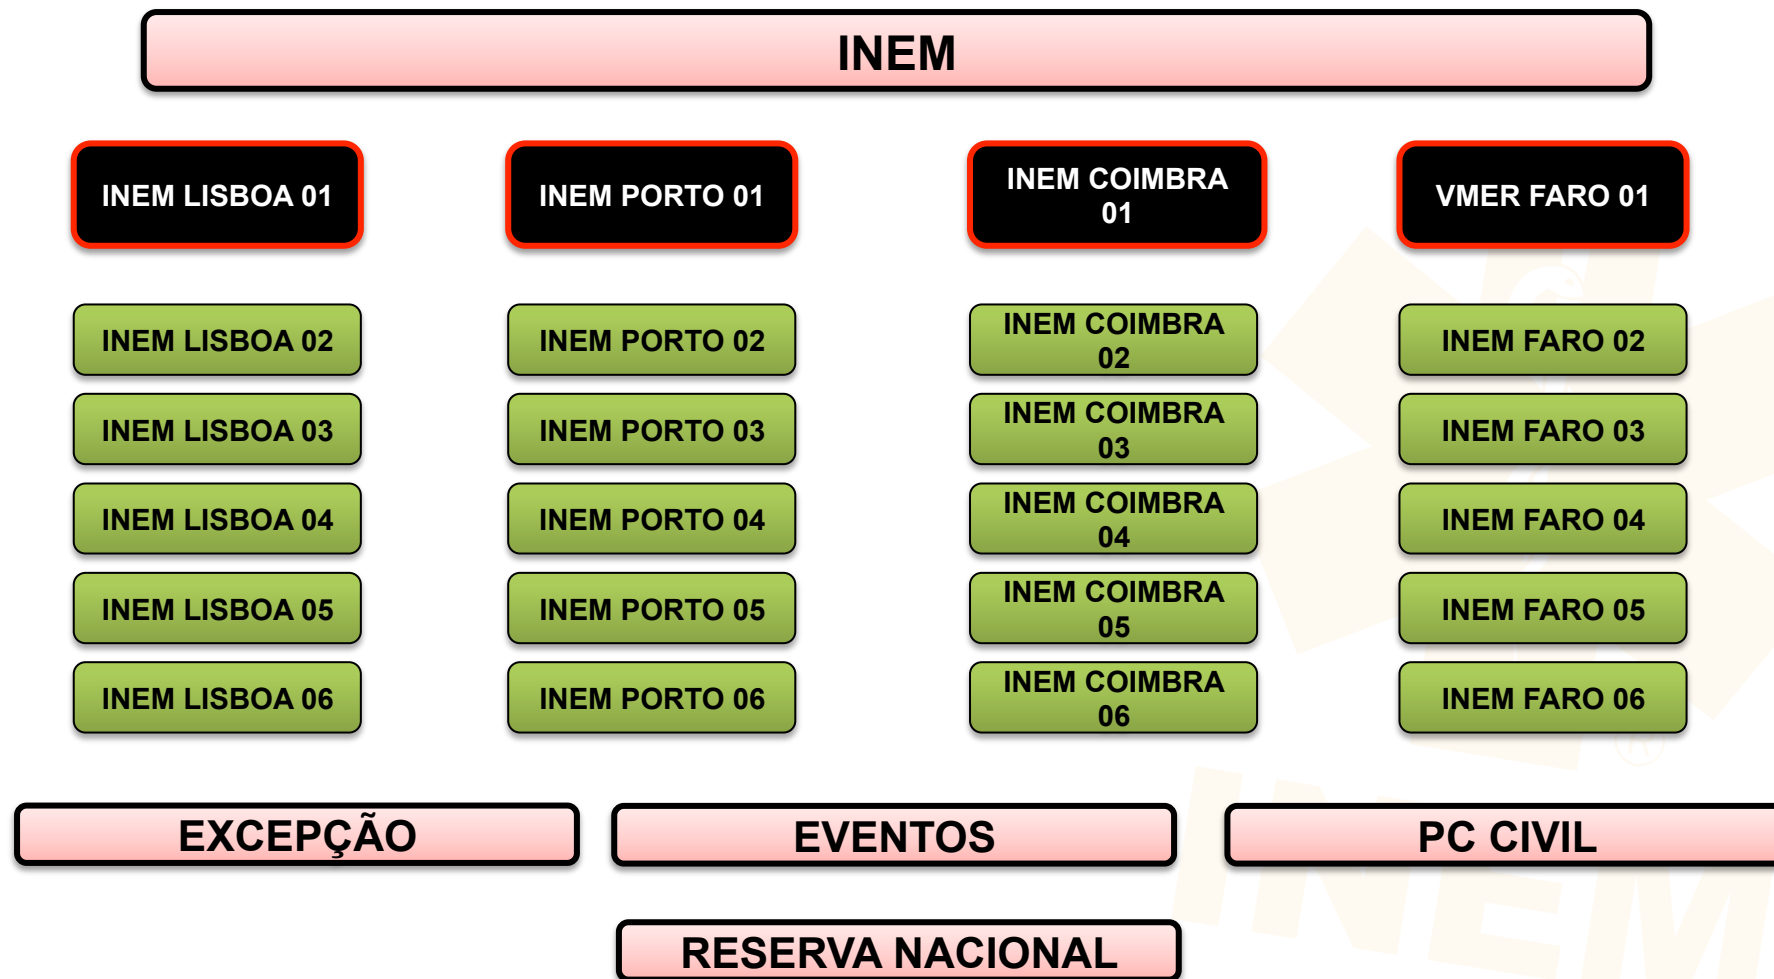 INEM
INEM LISBOA 01
INEM PORTO 01
INEM COIMBRA
01
VMER FARO 01
INEM LISBOA 02
INEM PORTO 02
INEM COIMBRA
02
INEM FARO 02
INEM LISBOA 03
INEM PORTO 03
INEM COIMBRA
03
INEM FARO 03
INEM LISBOA 04
INEM PORTO 04
INEM COIMBRA
04
INEM FARO 04
INEM LISBOA 05
INEM PORTO 05
INEM COIMBRA
05
INEM FARO 05
INEM LISBOA 06
INEM PORTO 06
INEM COIMBRA
06
INEM FARO 06
®
INEM
EXCEPÇÃO
EVENTOS
PC CIVIL
RESERVA NACIONAL